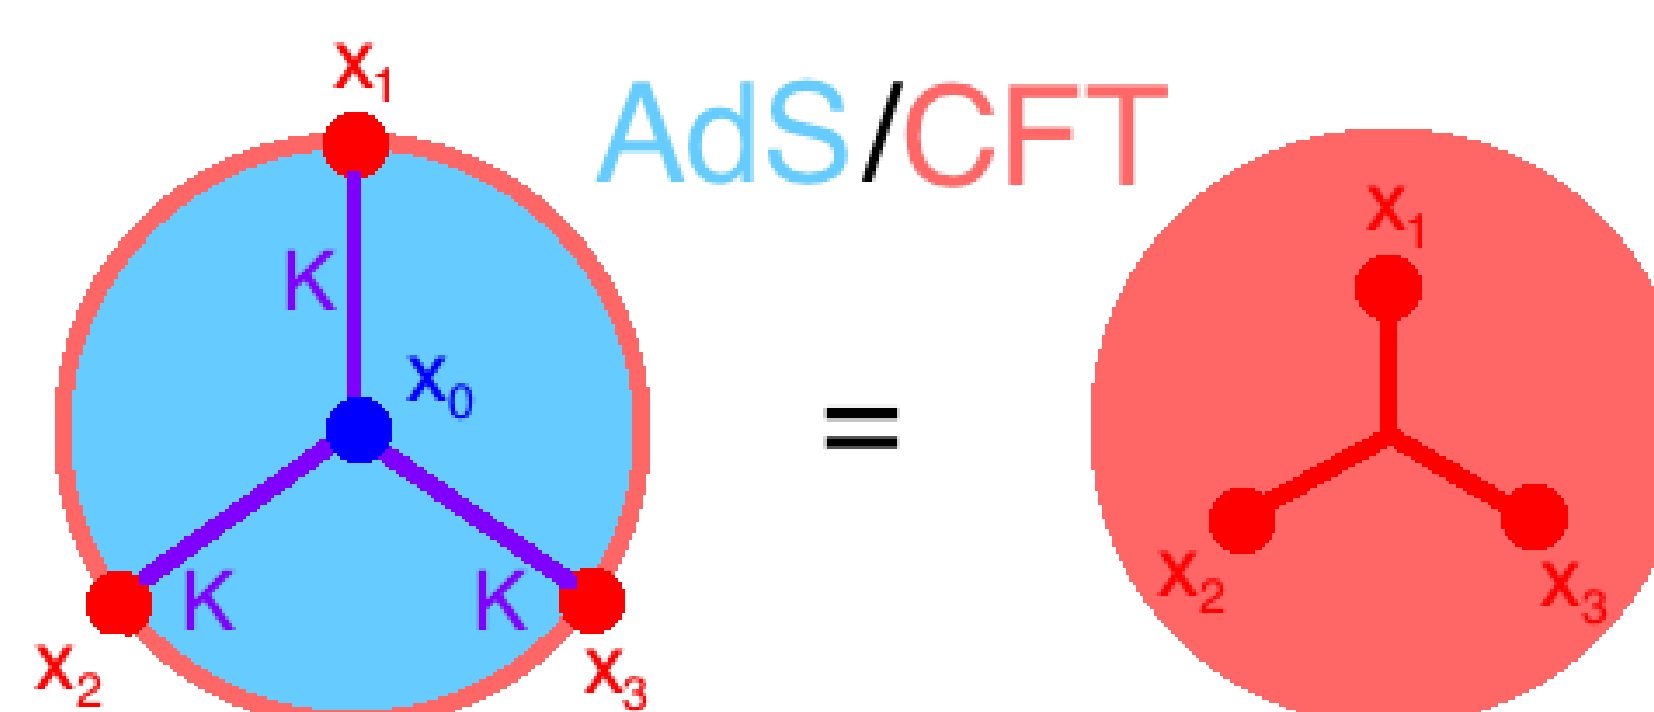 x₁
AdS/CFT
x₁
K
x₀
=
K
K
x₂
x₃
x₂
x₃